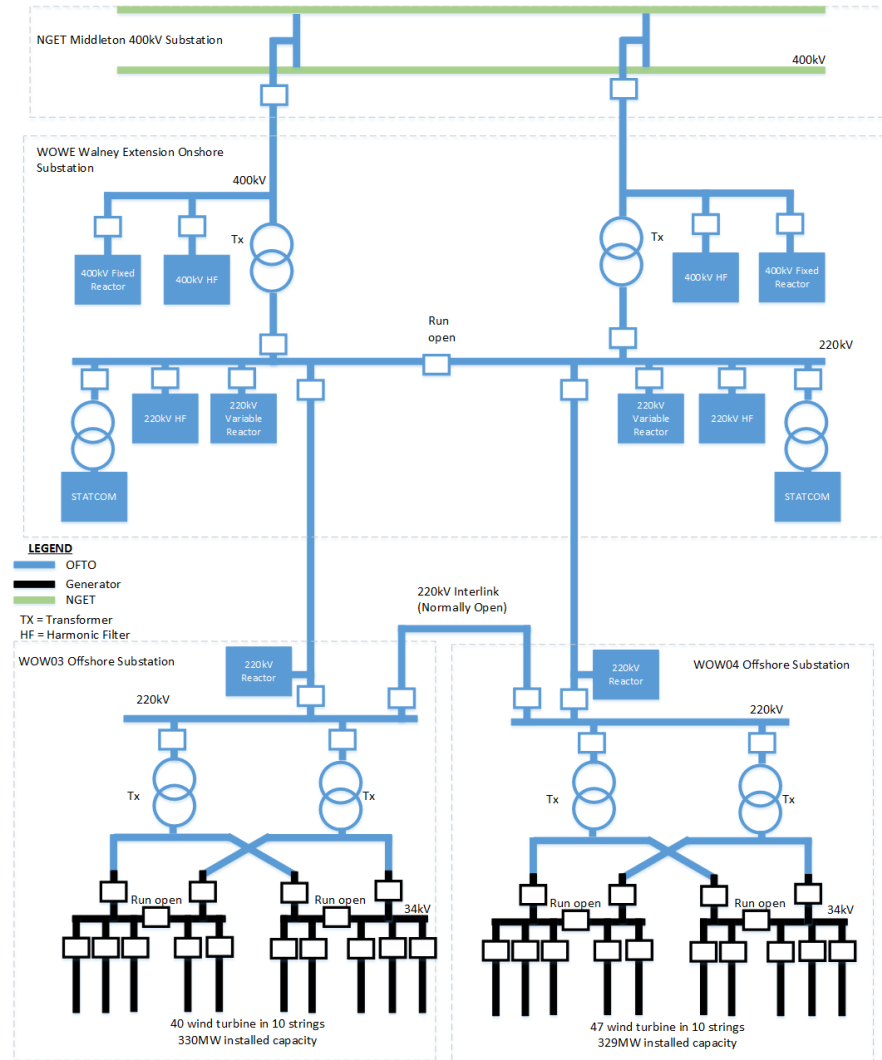 NGET Middleton 400kV Substation
400kV
WOWE Walney Extension Onshore
Substation
400kV
Tx
Tx
400kV Fixed
Reactor
400kV HF
400kV HF
400kV Fixed
Reactor
Run
open
220kV
220kV HF
220kV
Variable
Reactor
220kV
Variable
Reactor
220kV HF
STATCOM
STATCOM
LEGEND
OFTO
Generator
NGET
TX = Transformer
HF = Harmonic Filter
220kV Interlink
(Normally Open)
WOW03 Offshore Substation
220kV
Reactor
220kV
Reactor
WOW04 Offshore Substation
220kV
220kV
Tx
Tx
Tx
Tx
Run open
Run open
34kV
Run open
Run open
34kV
40 wind turbine in 10 strings
330MW installed capacity
47 wind turbine in 10 strings
329MW installed capacity